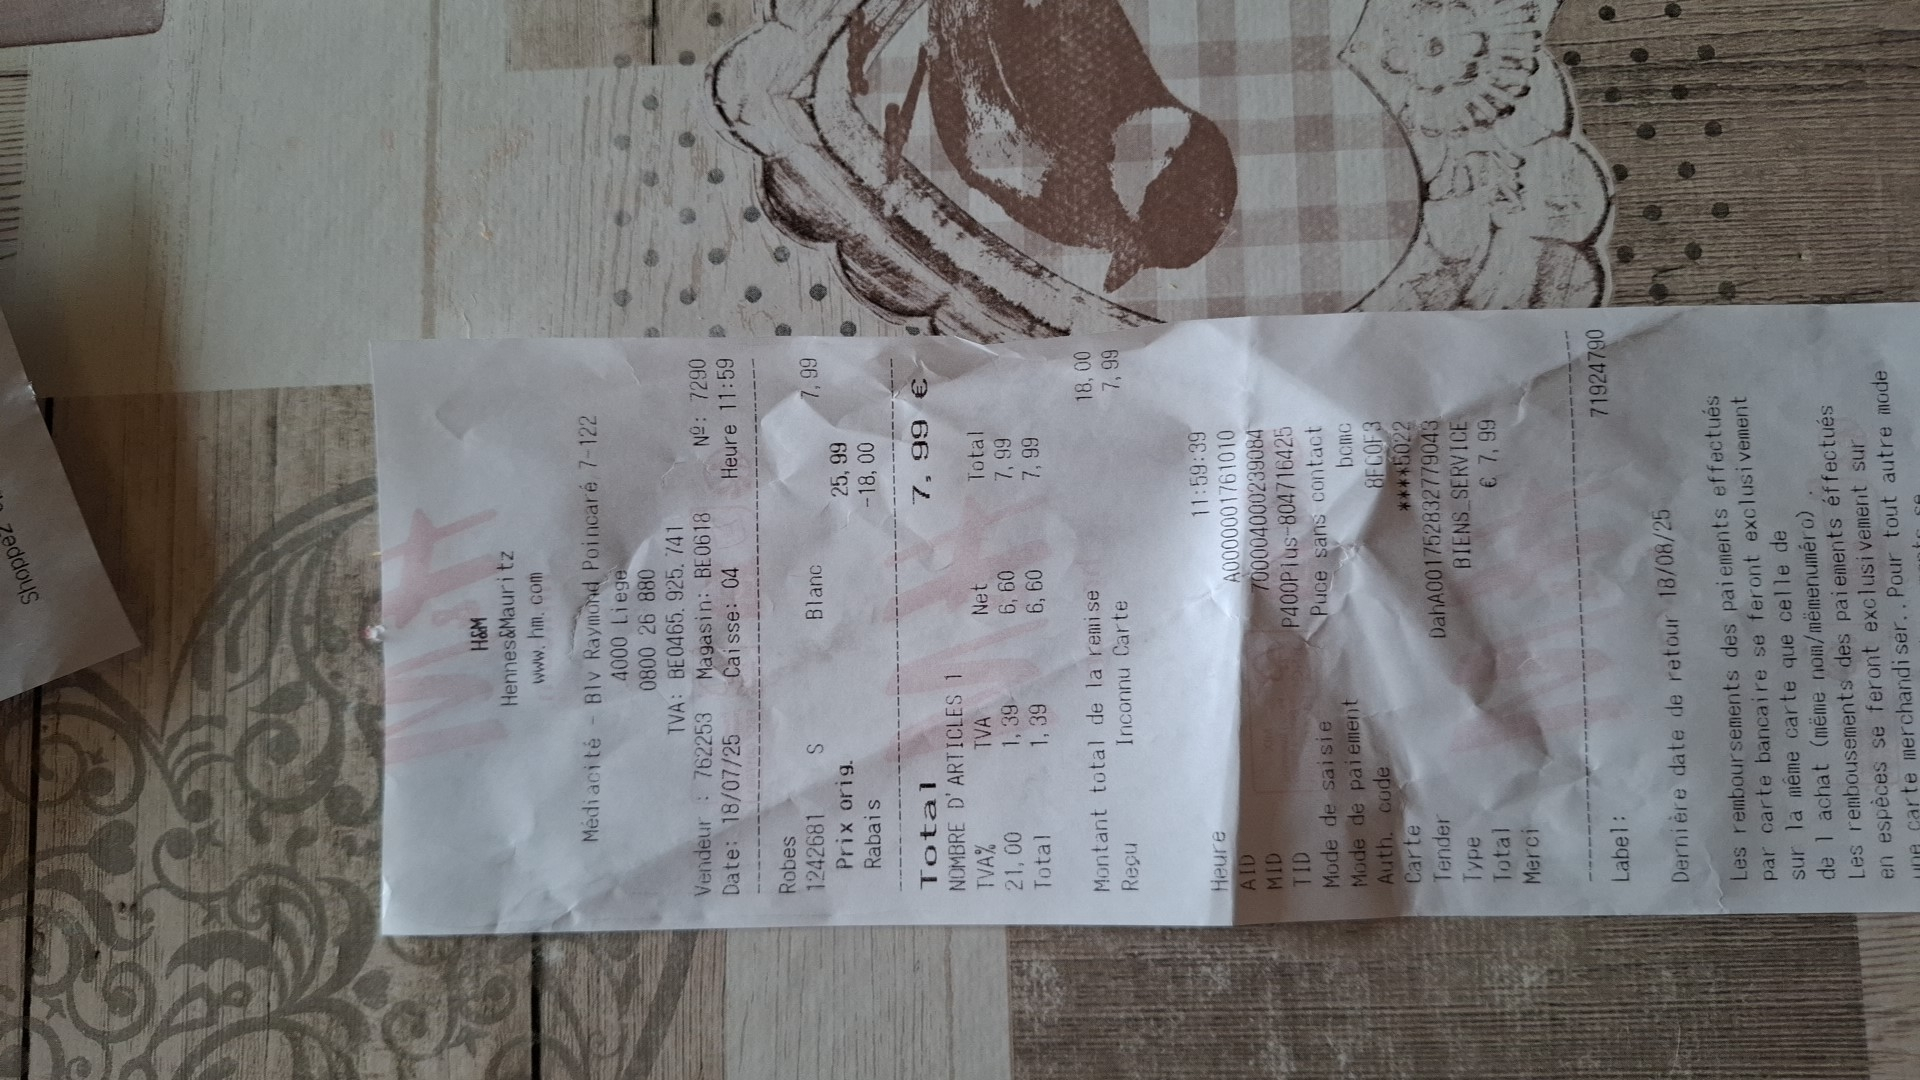 Shoppez
H&M
Hennes&Mauritz
www.hm.com
Médiacité - Blv Raymond Poincaré 7-122
4000 Liege
0800 26 880
TVA: BE0465.925.741
Vendeur : 762253 Magasin: BE0618 Nº: 7290
Date: 18/07/25 Caisse: 04 Heure 11:59
Robes
1242681 S Blanc 7,99
Prix orig. 25,99
Rabais -18,00
Total 7,99 €
NOMBRE D'ARTICLES 1
TVA% TVA Net Total
21,00 1,39 6,60 7,99
Total 1,39 6,60 7,99
Montant total de la remise 18,00
Reçu Inconnu Carte 7,99
Heure 11:59:39
AID A0000001761010
MID 700004000239084
TID P400Plus-804716425
Mode de saisie Puce sans contact
Mode de paiement bcmc
Auth. code 8FC0F3
Carte ****5022
Tender DahA001752832779043
Type BIENS_SERVICE
Total € 7,99
Merci
Label: 71924790
Dernière date de retour 18/08/25
Les remboursements des paiements effectués
par carte bancaire se feront exclusivement
sur la même carte que celle de
de l achat (même nom/mêmenuméro).
Les remboursements des paiements éffectués
en espèces se feront exclusivement sur
une carte merchandiser..Pour tout autre mode